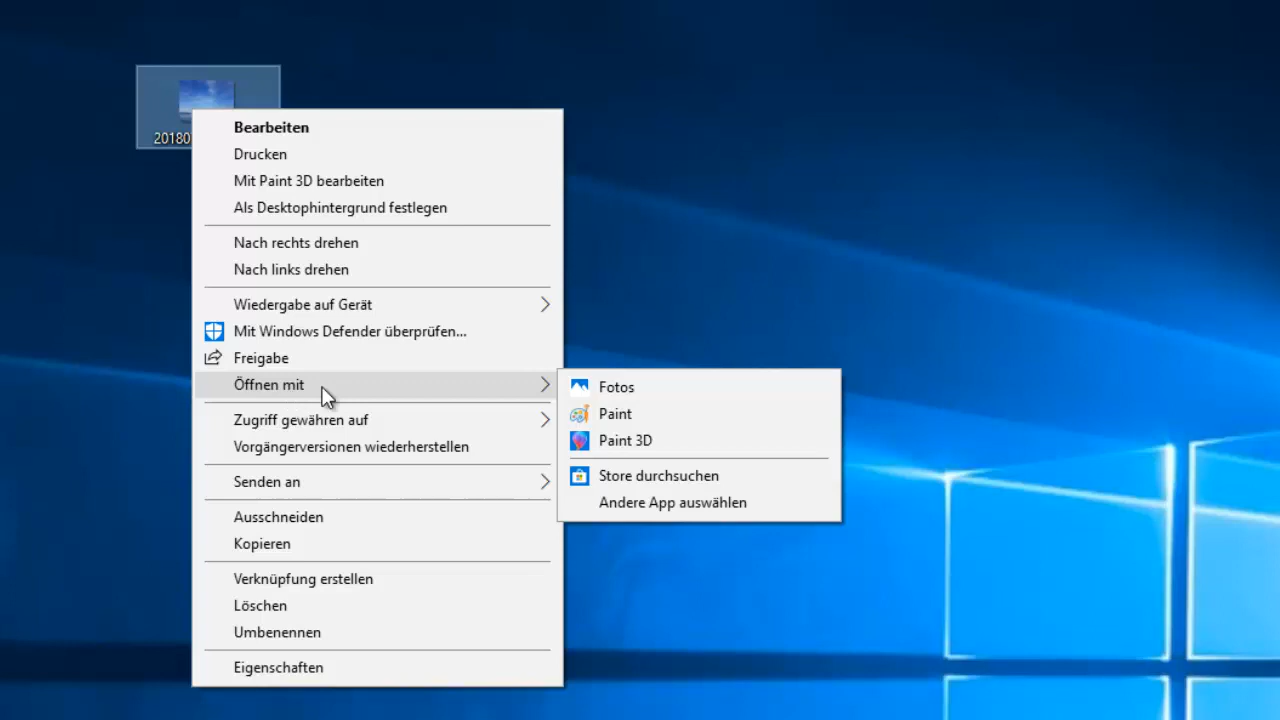 20180
Bearbeiten
Drucken
Mit Paint 3D bearbeiten
Als Desktophintergrund festlegen
Nach rechts drehen
Nach links drehen
Wiedergabe auf Gerät
Mit Windows Defender überprüfen...
Freigabe
Öffnen mit
Zugriff gewähren auf
Vorgängerversionen wiederherstellen
Senden an
Ausschneiden
Kopieren
Verknüpfung erstellen
Löschen
Umbenennen
Eigenschaften
Fotos
Paint
Paint 3D
Store durchsuchen
Andere App auswählen